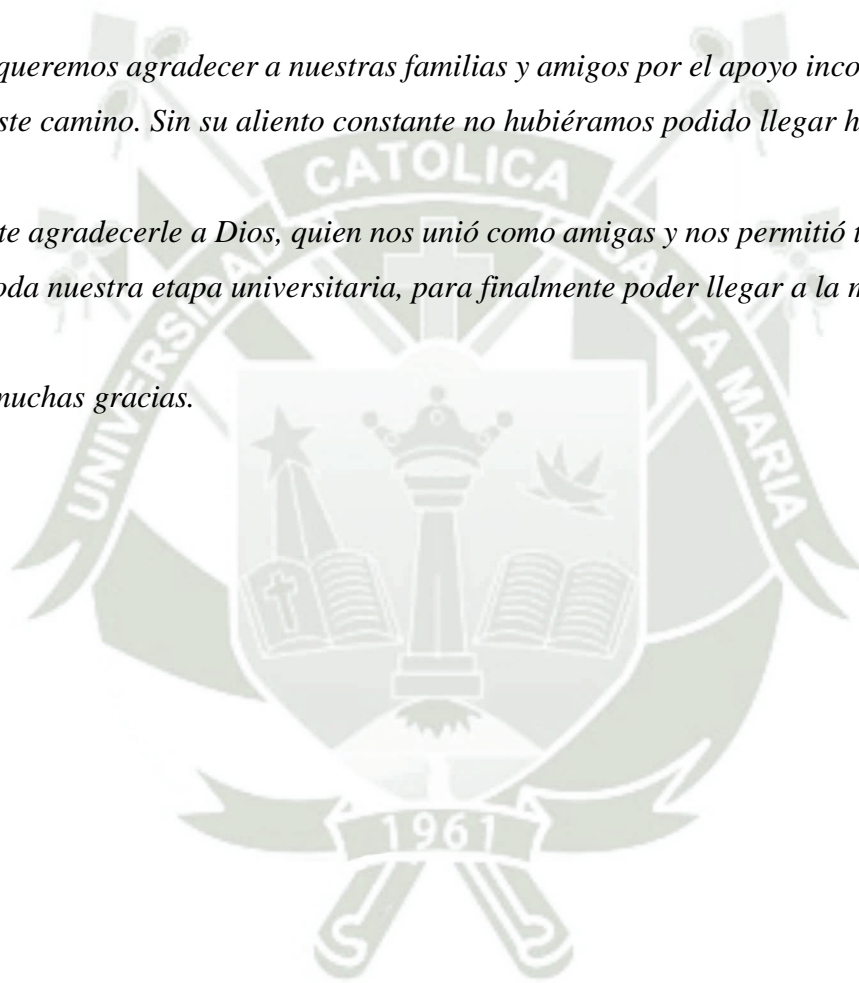 queremos agradecer a nuestras familias y amigos por el apoyo inco
ste camino. Sin su aliento constante no hubiéramos podido llegar h
te agradecerle a Dios, quien nos unió como amigas y nos permitió t
oda nuestra etapa universitaria, para finalmente poder llegar a la m
muchas gracias.
UNIVERSIDAD CATOLICA SANTA MARIA
1961